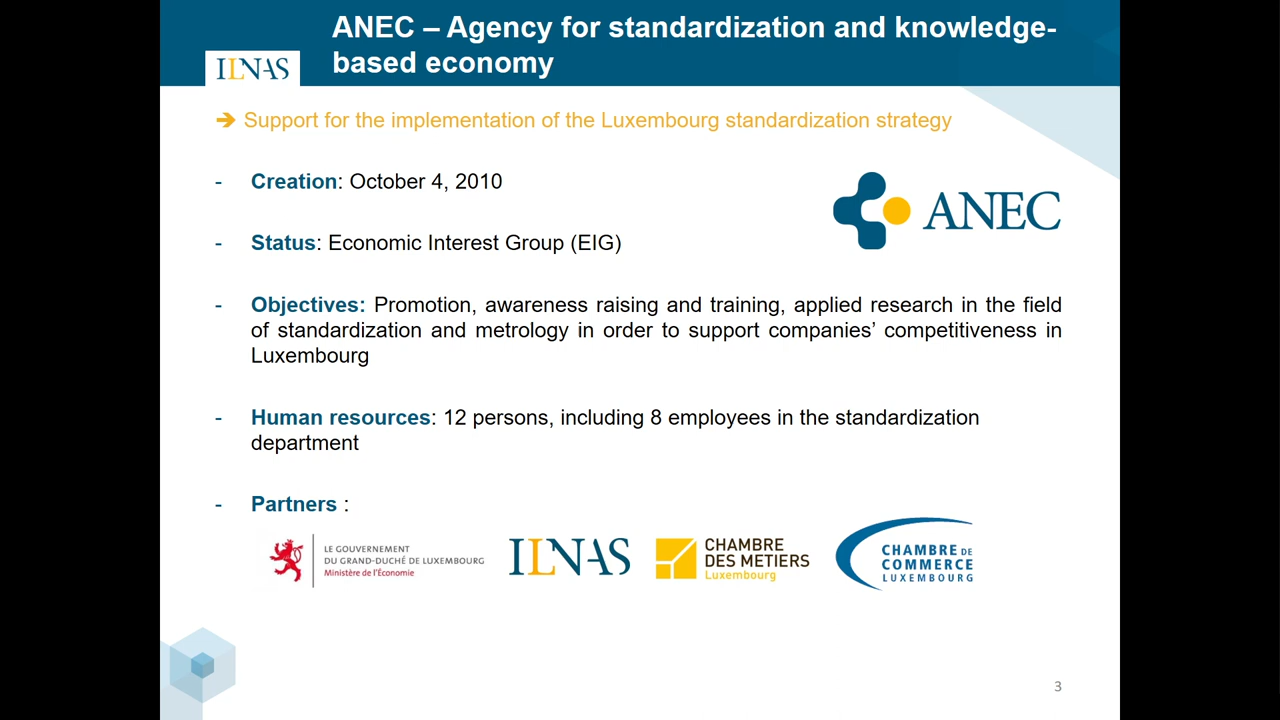 ANEC – Agency for standardization and knowledge-
based economy
ILNAS
➔ Support for the implementation of the Luxembourg standardization strategy
- Creation: October 4, 2010
ANEC
- Status: Economic Interest Group (EIG)
- Objectives: Promotion, awareness raising and training, applied research in the field
of standardization and metrology in order to support companies’ competitiveness in
Luxembourg
- Human resources: 12 persons, including 8 employees in the standardization
department
- Partners :
LE GOUVERNEMENT
DU GRAND-DUCHÉ DE LUXEMBOURG
Ministère de l'Économie
ILNAS
CHAMBRE
DES METIERS
Luxembourg
CHAMBRE DE
COMMERCE
LUXEMBOURG
3